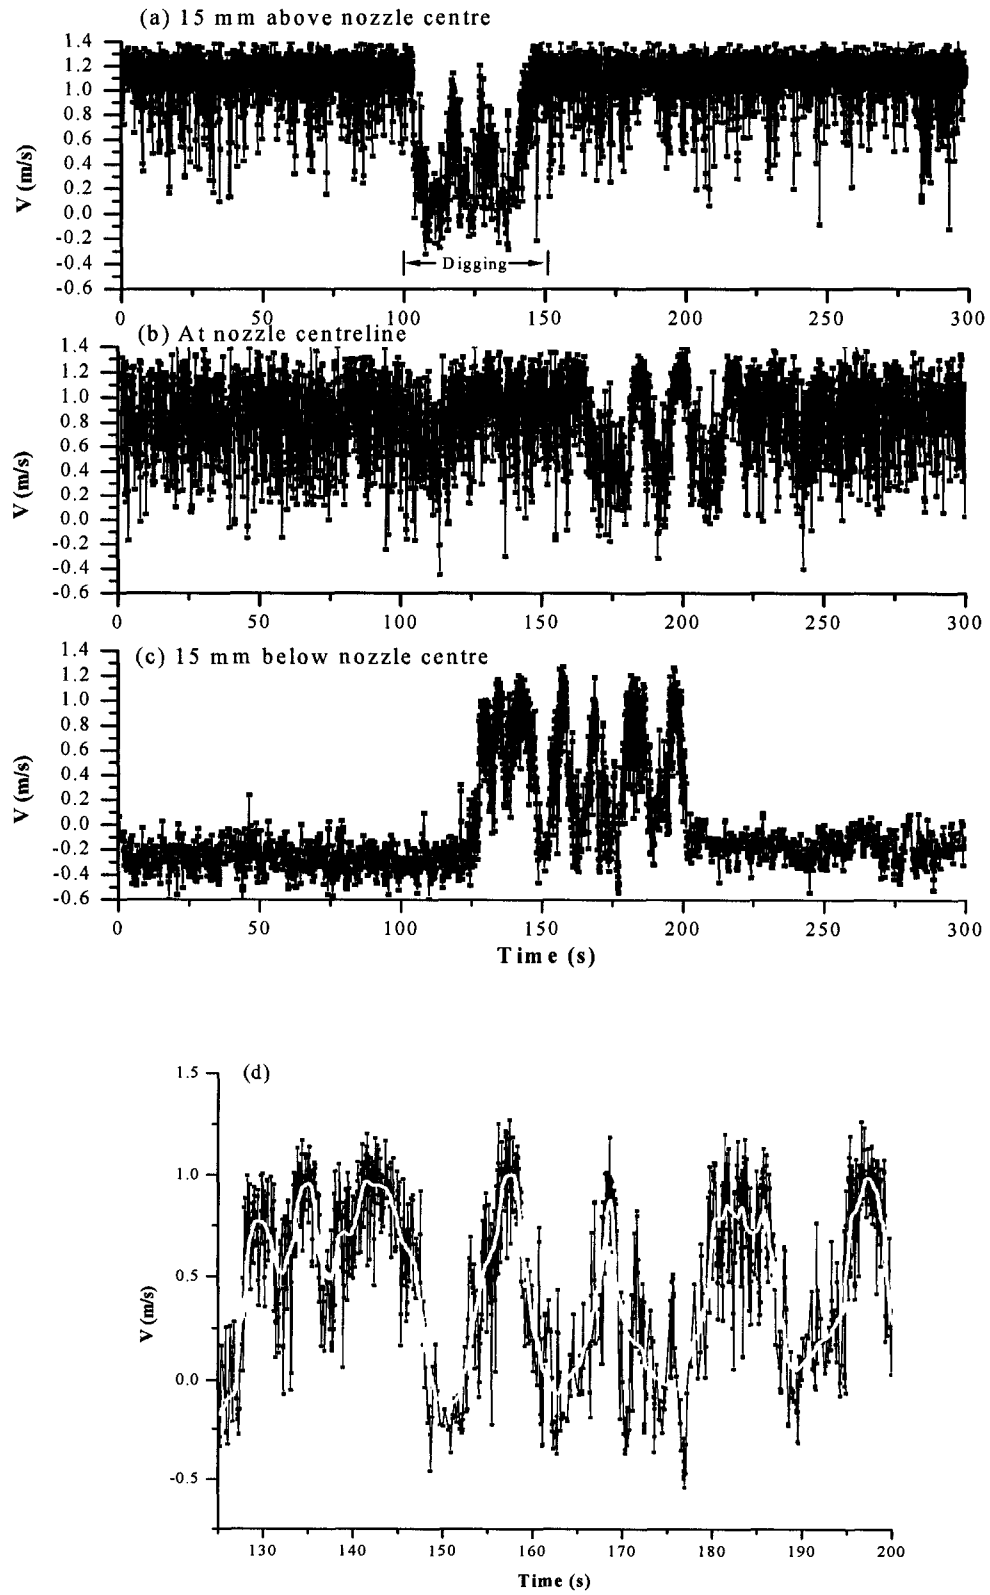 (a) 15 mm above nozzle centre
1.4
1.2
1.0
0.8
0.6
0.4
0.2
0.0
-0.2
-0.4
-0.6
V (m/s)
Digging
0 50 100 150 200 250 300
(b) At nozzle centreline
1.4
1.2
1.0
0.8
0.6
0.4
0.2
0.0
-0.2
-0.4
-0.6
V (m/s)
0 50 100 150 200 250 300
(c) 15 mm below nozzle centre
1.4
1.2
1.0
0.8
0.6
0.4
0.2
0.0
-0.2
-0.4
-0.6
V (m/s)
0 50 100 150 200 250 300
Time (s)
(d)
1.5
1.0
0.5
0.0
-0.5
V (m/s)
130 140 150 160 170 180 190 200
Time (s)